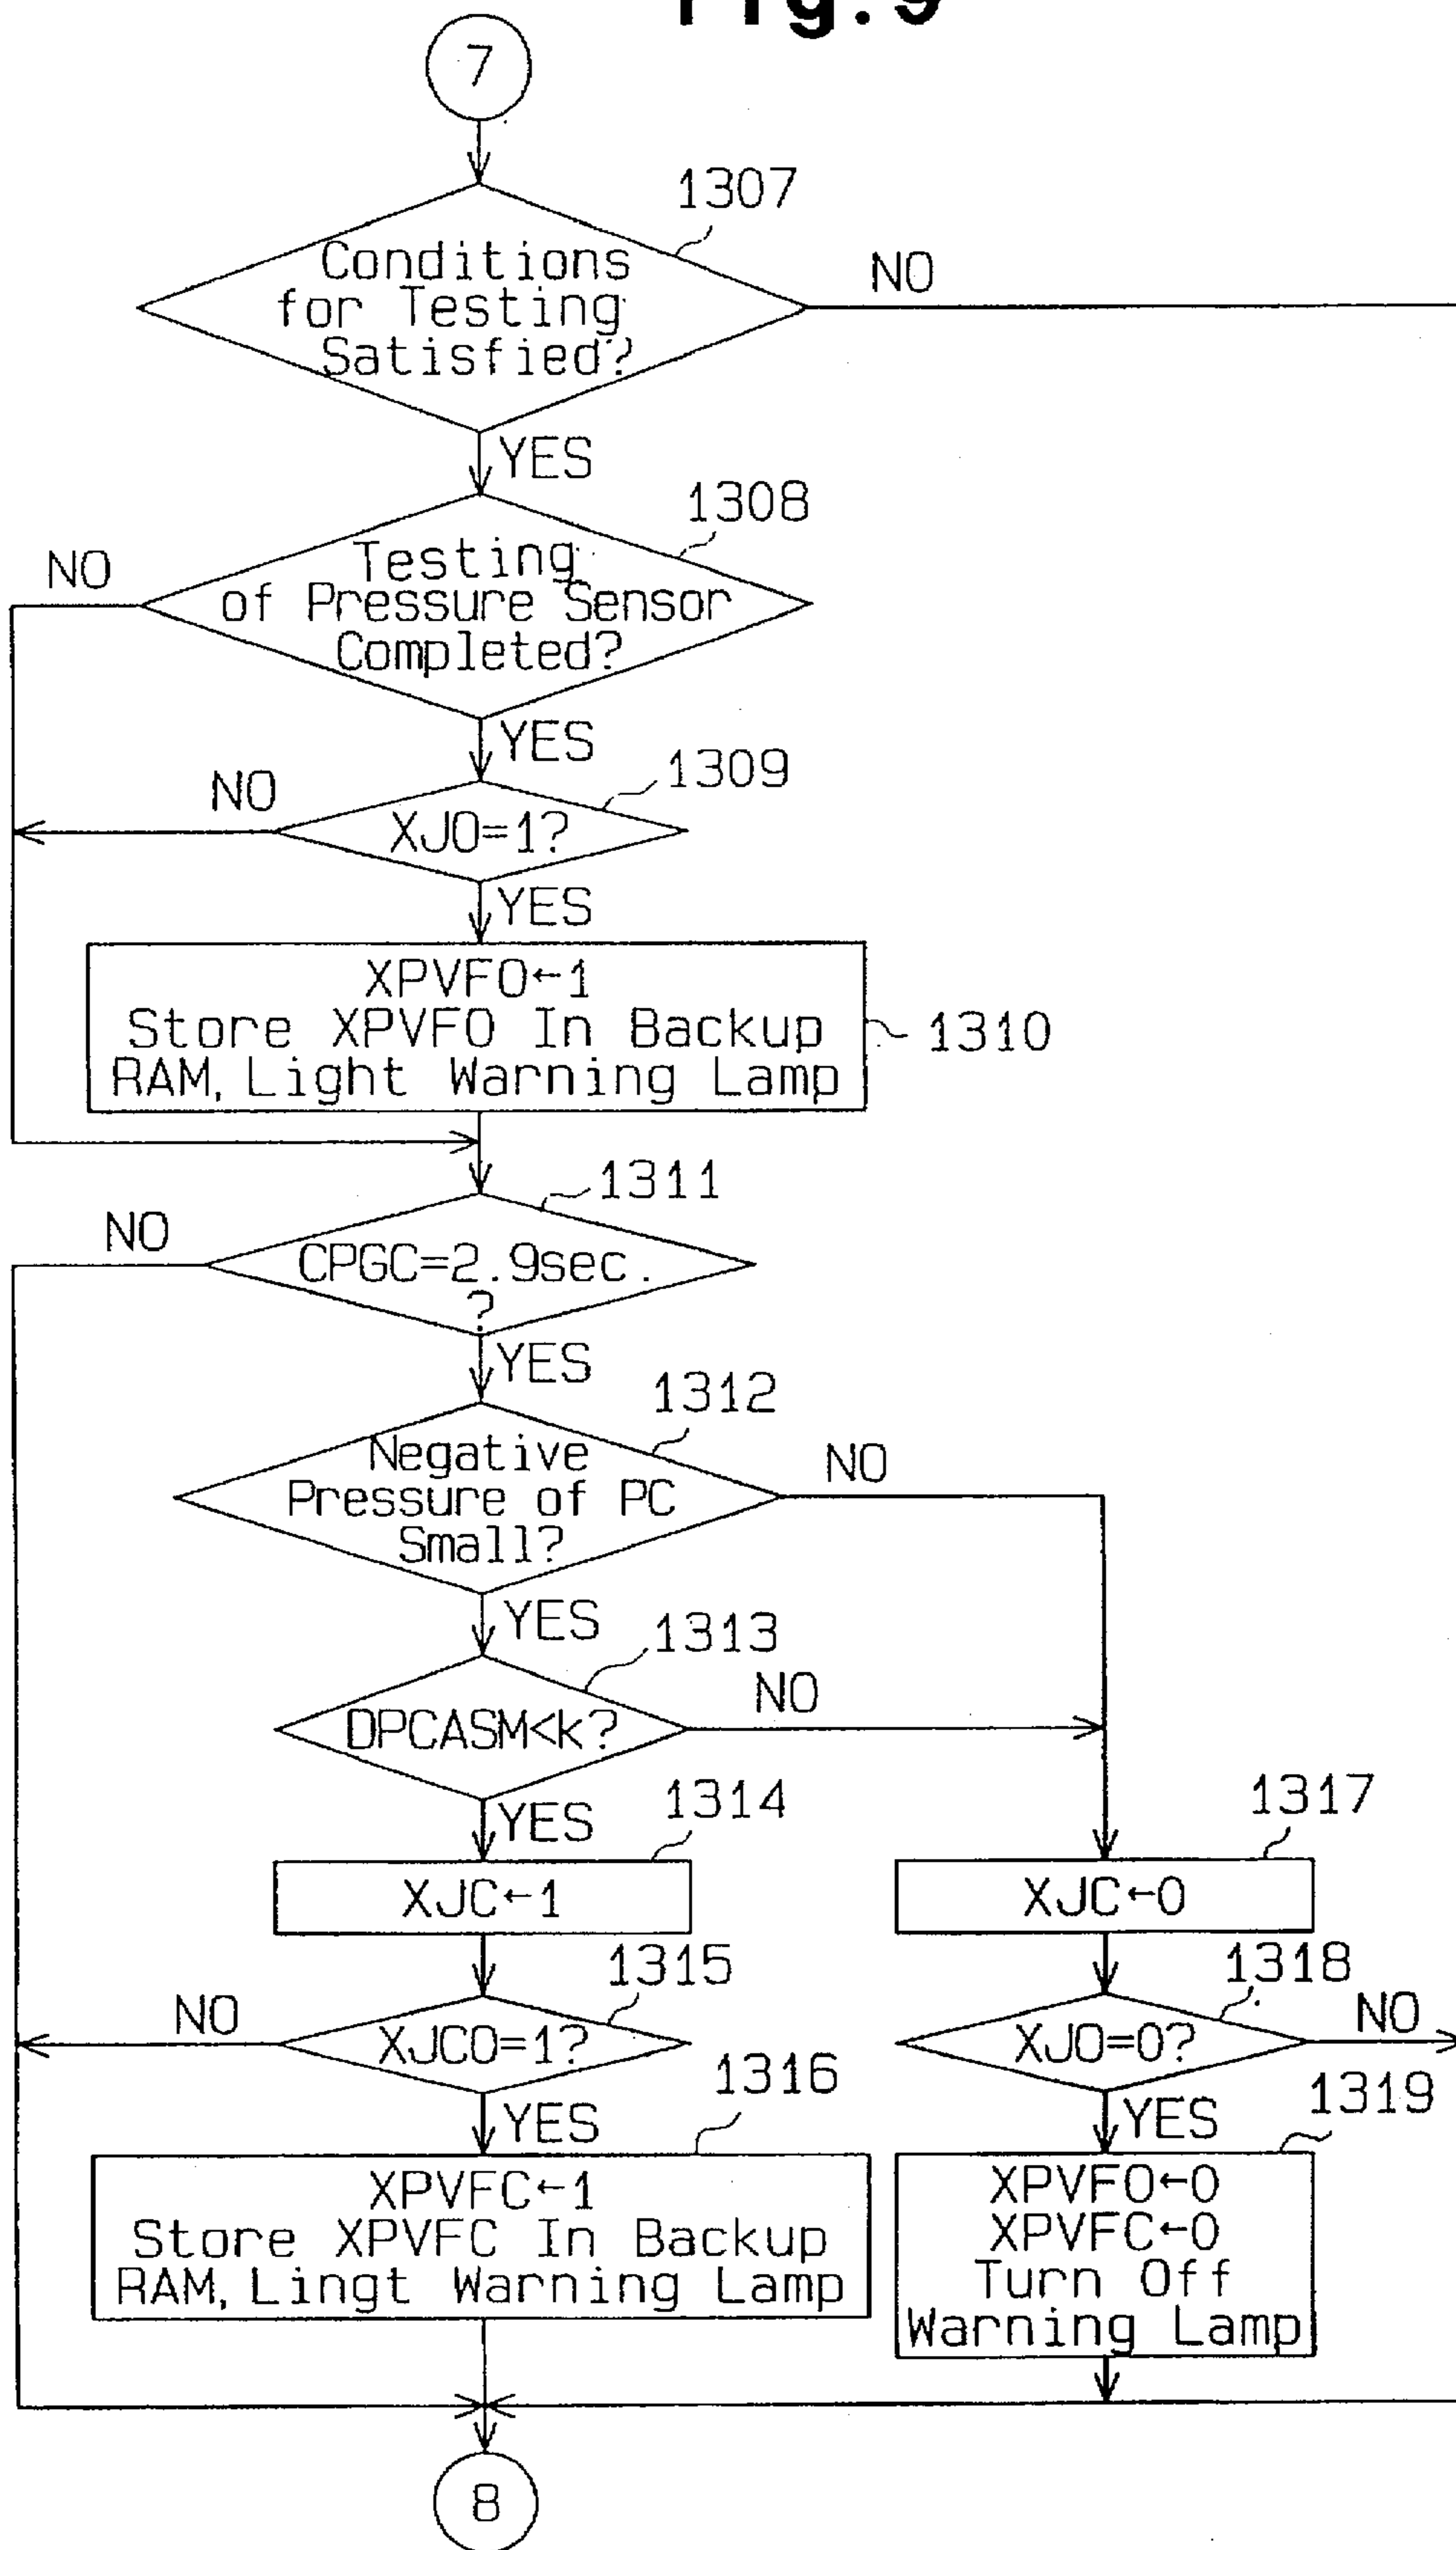 Fig.9
7
1307
Conditions
for Testing
Satisfied?
NO
YES
1308
Testing
of Pressure Sensor
Completed?
NO
YES
1309
XJO=1?
NO
YES
XPVFO←1
Store XPVFO In Backup
RAM, Light Warning Lamp
1310
1311
CPGC=2.9sec.
?
NO
YES
1312
Negative
Pressure of PC
Small?
NO
YES
1313
DPCASM<k?
NO
YES
1314
XJC←1
1317
XJC←0
1315
XJCO=1?
NO
YES
1318
XJO=0?
NO
YES
1316
XPVFC←1
Store XPVFC In Backup
RAM, Lingt Warning Lamp
1319
XPVFO←0
XPVFC←0
Turn Off
Warning Lamp
8